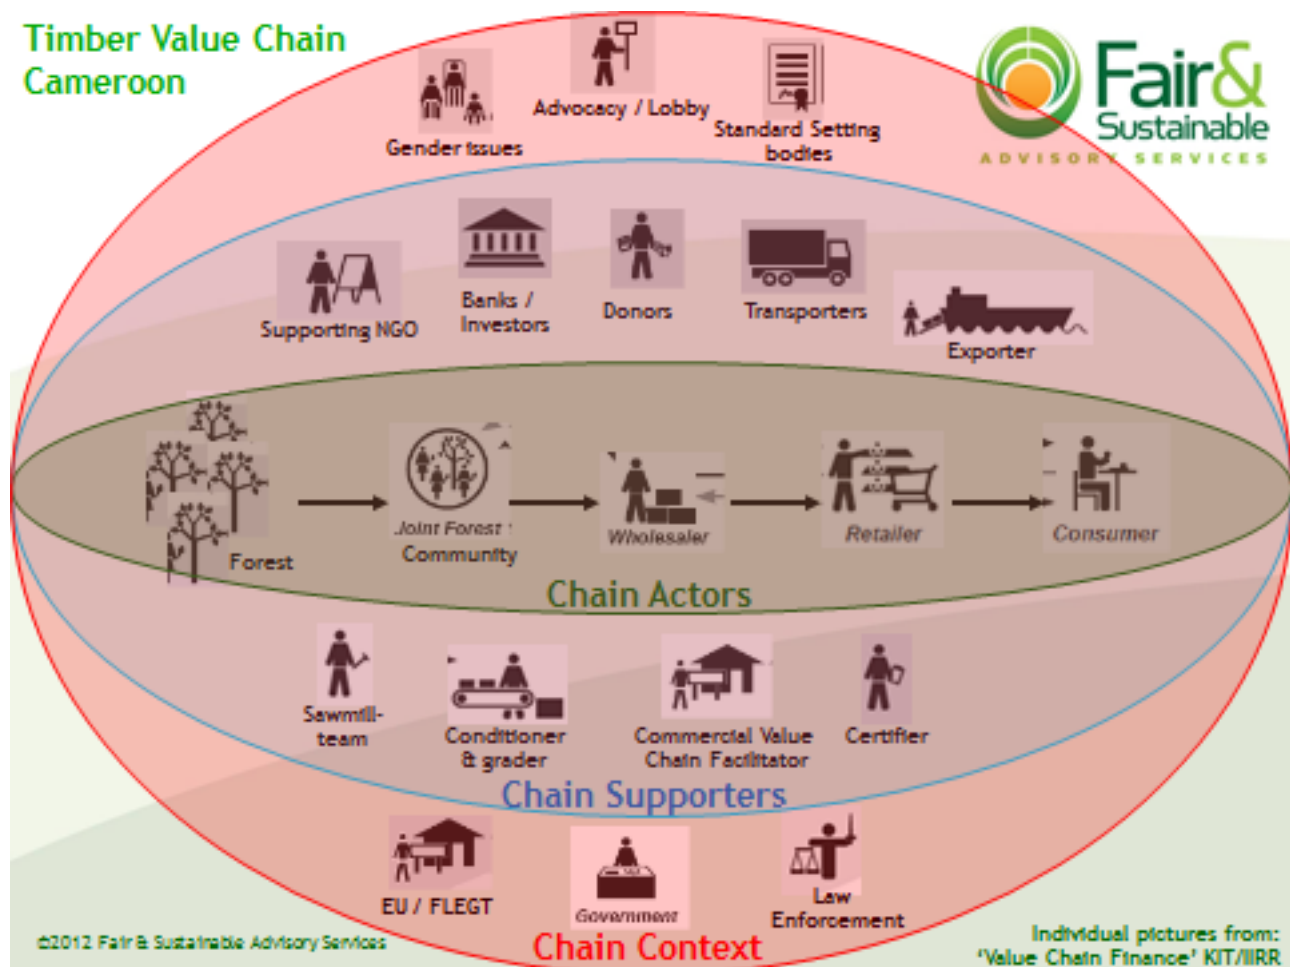 Timber Value Chain
Cameroon
Fair&
Sustainable
ADVISORY SERVICES
Gender issues
Advocacy / Lobby
Standard Setting
bodies
Supporting NGO
Banks /
Investors
Donors
Transporters
Exporter
Forest
Joint Forest
Community
Wholesaler
Retailer
Consumer
Chain Actors
Sawmill-
team
Conditioner
& grader
Commercial Value
Chain Facilitator
Certifier
Chain Supporters
EU / FLEGT
Government
Law
Enforcement
Chain Context
©2012 Fair & Sustainable Advisory Services
Individual pictures from:
‘Value Chain Finance’ KIT/IIRR